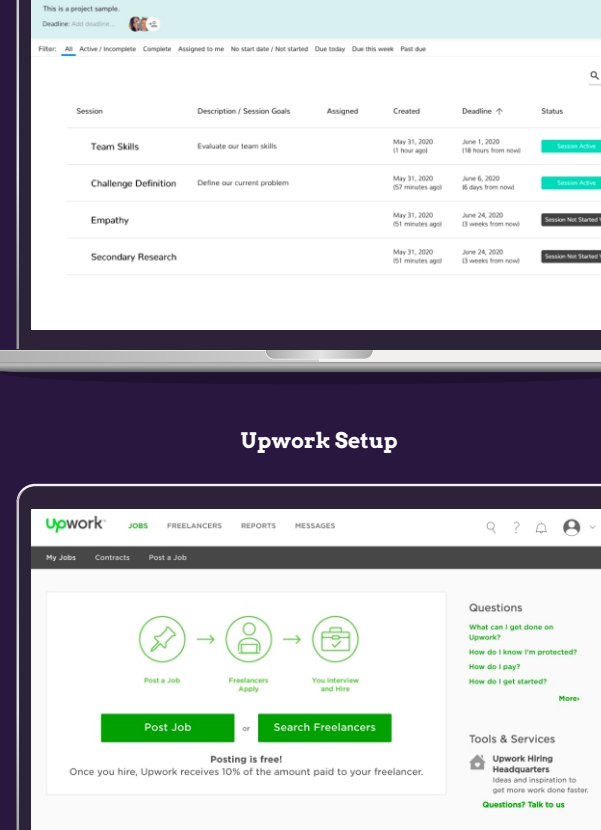 This is a project sample.
Deadline: Add deadline...
Filter: All Active / Incomplete Complete Assigned to me No start date / Not started Due today Due this week Past due
Session Description / Session Goals Assigned Created Deadline ↑ Status
Team Skills Evaluate our team skills May 31, 2020 June 1, 2020 Session Active
(1 hour ago) (18 hours from now)
Challenge Definition Define our current problem May 31, 2020 June 6, 2020 Session Active
(57 minutes ago) (6 days from now)
Empathy May 31, 2020 June 24, 2020 Session Not Started Y
(51 minutes ago) (3 weeks from now)
Secondary Research May 31, 2020 June 24, 2020 Session Not Started Y
(51 minutes ago) (3 weeks from now)
Upwork Setup
Upwork JOBS FREELANCERS REPORTS MESSAGES
My Jobs Contracts Post a Job
Post a Job Freelancers Apply You Interview and Hire
Post Job or Search Freelancers
Posting is free!
Once you hire, Upwork receives 10% of the amount paid to your freelancer.
Questions
What can I get done on
Upwork?
How do I know I'm protected?
How do I pay?
How do I get started?
More›
Tools & Services
Upwork Hiring
Headquarters
Ideas and inspiration to
get more work done faster.
Questions? Talk to us